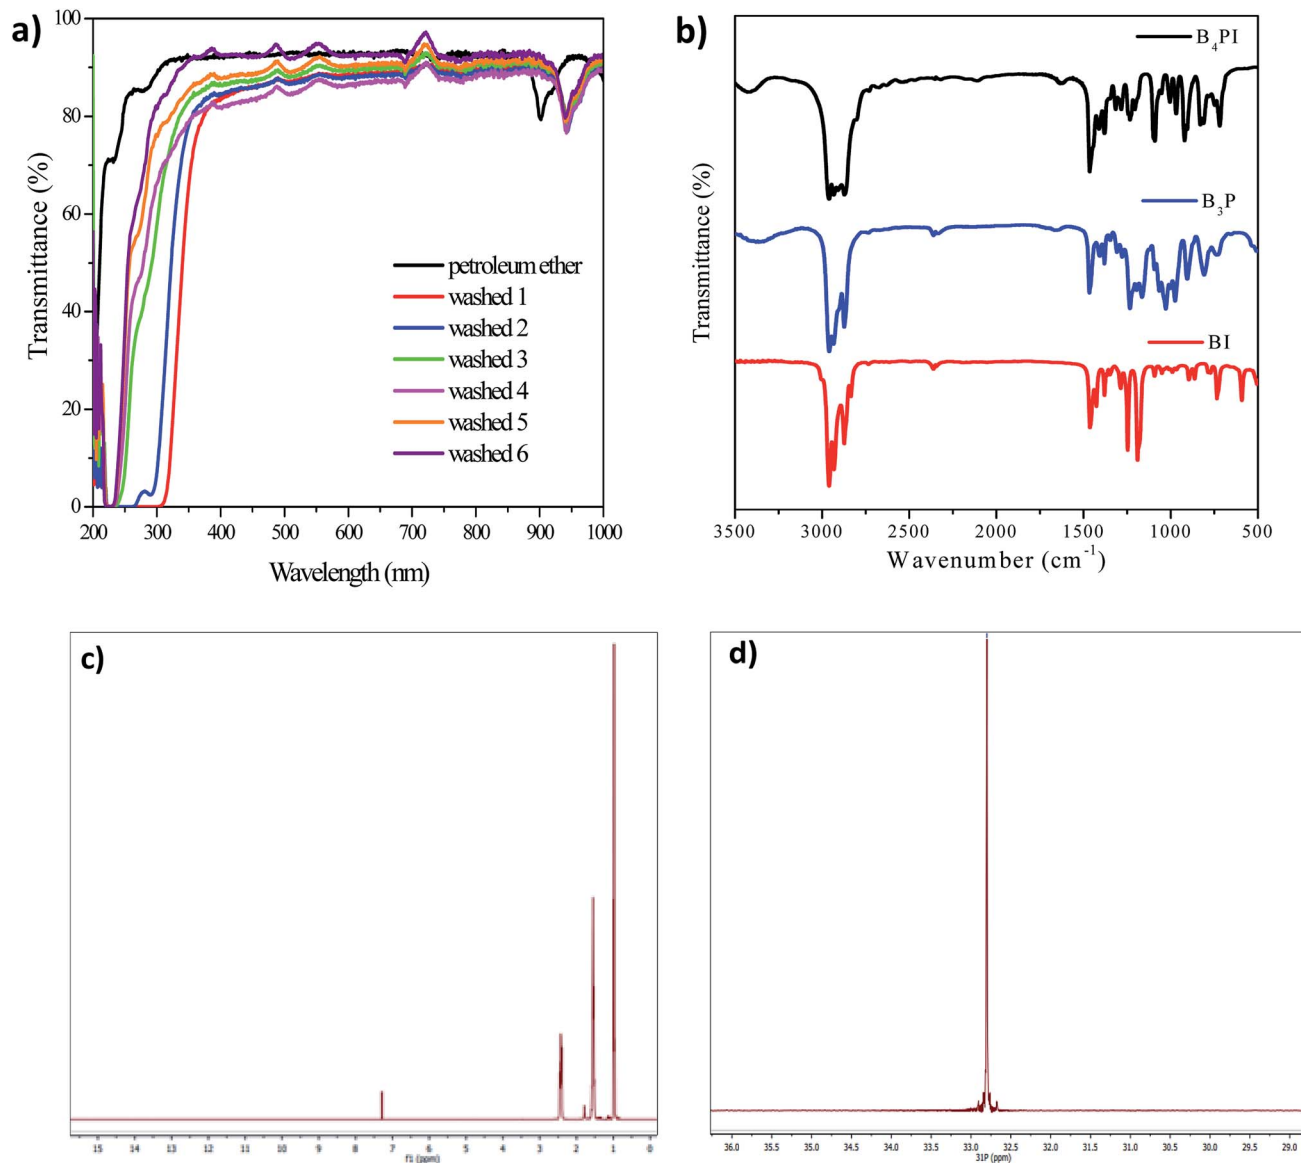 a)
100
80
60
40
20
0
Transmittance (%)
petroleum ether
washed 1
washed 2
washed 3
washed 4
washed 5
washed 6
200 300 400 500 600 700 800 900 1000
Wavelength (nm)
b)
B₄PI
B₃P
BI
Transmittance (%)
3500 3000 2500 2000 1500 1000 500
Wavenumber (cm⁻¹)
c)
15 14 13 12 11 10 9 8 7 6 5 4 3 2 1 0
f1 (ppm)
d)
36.0 35.5 35.0 34.5 34.0 33.5 33.0 32.5 32.0 31.5 31.0 30.5 30.0 29.5 29.0
31P (ppm)